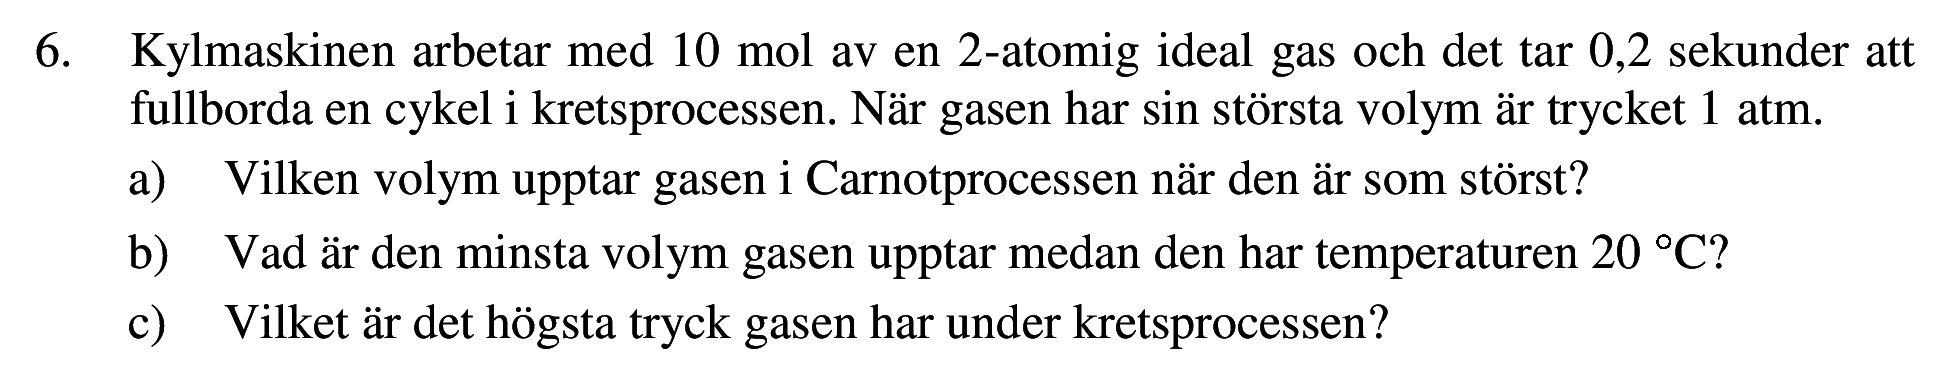 6. Kylmaskinen arbetar med 10 mol av en 2-atomig ideal gas och det tar 0,2 sekunder att
fullborda en cykel i kretsprocessen. När gasen har sin största volym är trycket 1 atm.
a) Vilken volym upptar gasen i Carnotprocessen när den är som störst?
b) Vad är den minsta volym gasen upptar medan den har temperaturen 20 °C?
c) Vilket är det högsta tryck gasen har under kretsprocessen?